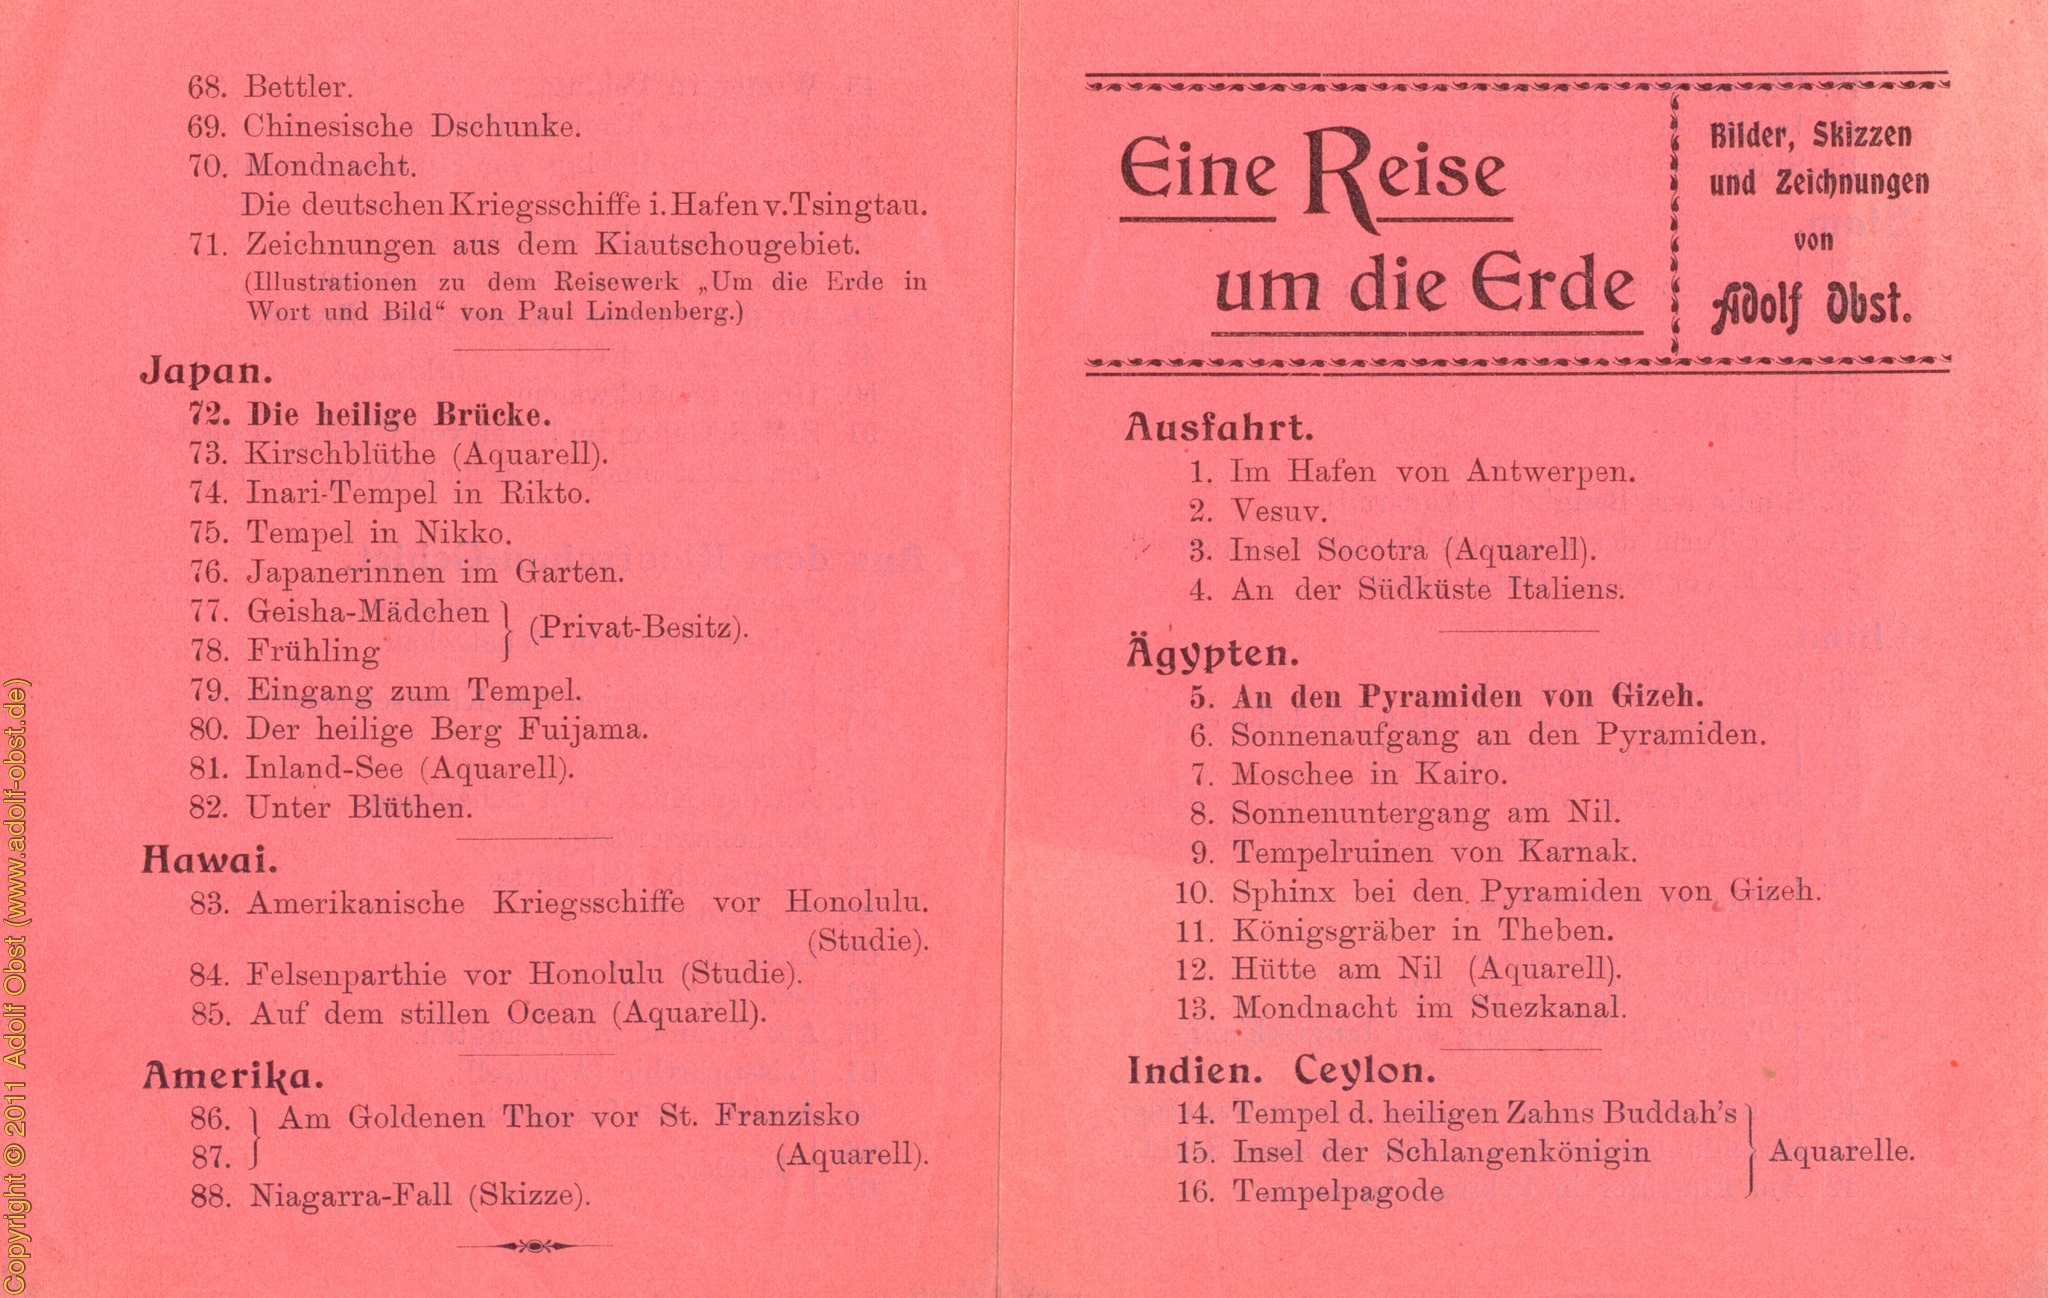 68. Bettler.
69. Chinesische Dschunke.
70. Mondnacht.
Die deutschen Kriegsschiffe i. Hafen v. Tsingtau.
71. Zeichnungen aus dem Kiautschougebiet.
(Illustrationen zu dem Reisewerk „Um die Erde in
Wort und Bild“ von Paul Lindenberg.)
Japan.
72. Die heilige Brücke.
73. Kirschblüthe (Aquarell).
74. Inari-Tempel in Rikto.
75. Tempel in Nikko.
76. Japanerinnen im Garten.
77. Geisha-Mädchen
78. Frühling
(Privat-Besitz).
79. Eingang zum Tempel.
80. Der heilige Berg Fuijama.
81. Inland-See (Aquarell).
82. Unter Blüthen.
Hawai.
83. Amerikanische Kriegsschiffe vor Honolulu.
(Studie).
84. Felsenparthie vor Honolulu (Studie).
85. Auf dem stillen Ocean (Aquarell).
Amerika.
86. Am Goldenen Thor vor St. Franzisko
87. (Aquarell).
88. Niagarra-Fall (Skizze).
Eine Reise
um die Erde
Bilder, Skizzen
und Zeichnungen
von
Adolf Obst.
Ausfahrt.
1. Im Hafen von Antwerpen.
2. Vesuv.
3. Insel Socotra (Aquarell).
4. An der Südküste Italiens.
Ägypten.
5. An den Pyramiden von Gizeh.
6. Sonnenaufgang an den Pyramiden.
7. Moschee in Kairo.
8. Sonnenuntergang am Nil.
9. Tempelruinen von Karnak.
10. Sphinx bei den Pyramiden von Gizeh.
11. Königsgräber in Theben.
12. Hütte am Nil (Aquarell).
13. Mondnacht im Suezkanal.
Indien. Ceylon.
14. Tempel d. heiligen Zahns Buddah's
15. Insel der Schlangenkönigin
16. Tempelpagode
Aquarelle.
Copyright © 2011 Adolf Obst (www.adolf-obst.de)